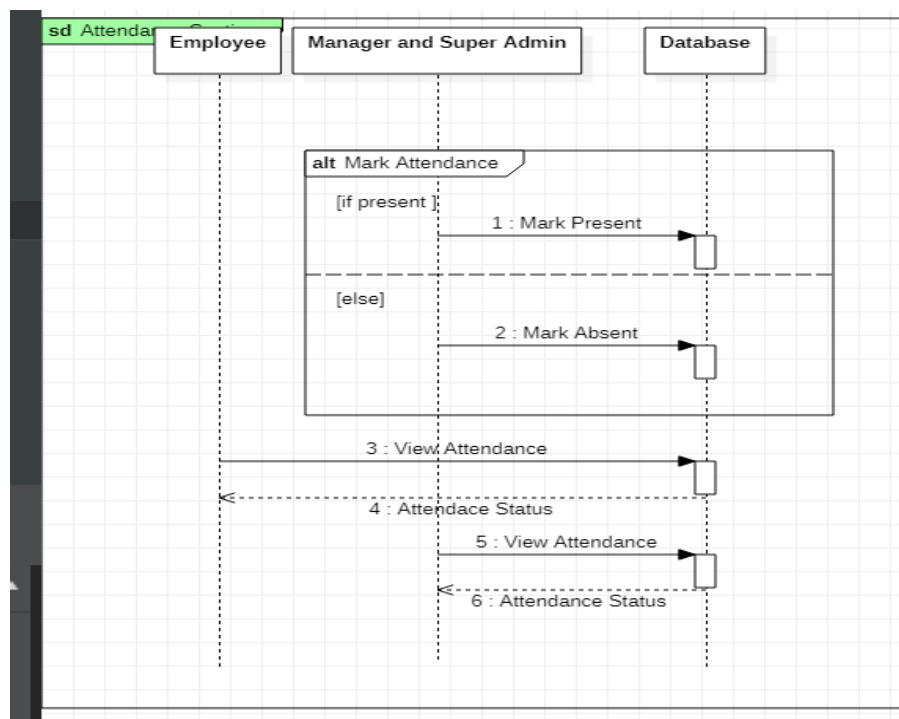 sd Attendan
Employee
Manager and Super Admin
Database
alt Mark Attendance
[if present ]
1 : Mark Present
[else]
2 : Mark Absent
3 : View Attendance
4 : Attendace Status
5 : View Attendance
6 : Attendance Status